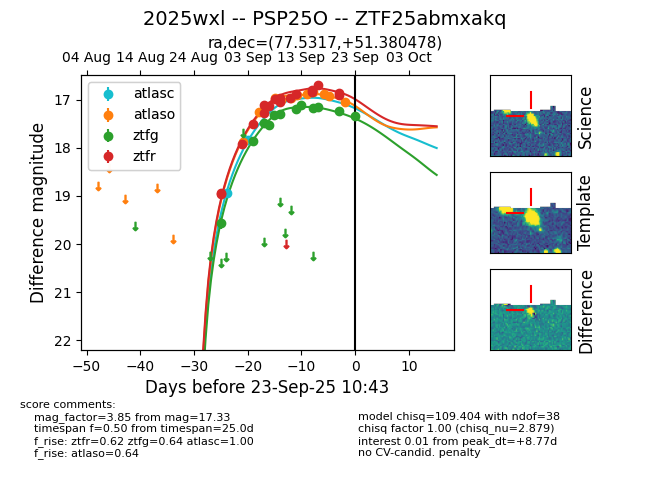 2025wxl -- PSP25O -- ZTF25abmxakq
ra,dec=(77.5317,+51.380478)
04 Aug 14 Aug 24 Aug 03 Sep 13 Sep 23 Sep 03 Oct
atlasc
atlaso
ztfg
ztfr
17
18
19
20
21
22
Difference magnitude
−50 −40 −30 −20 −10 0 10
Days before 23-Sep-25 10:43
Science
Template
Difference
score comments:
mag_factor=3.85 from mag=17.33
timespan f=0.50 from timespan=25.0d
f_rise: ztfr=0.62 ztfg=0.64 atlasc=1.00
f_rise: atlaso=0.64
model chisq=109.404 with ndof=38
chisq factor 1.00 (chisq_nu=2.879)
interest 0.01 from peak_dt=+8.77d
no CV-candid. penalty